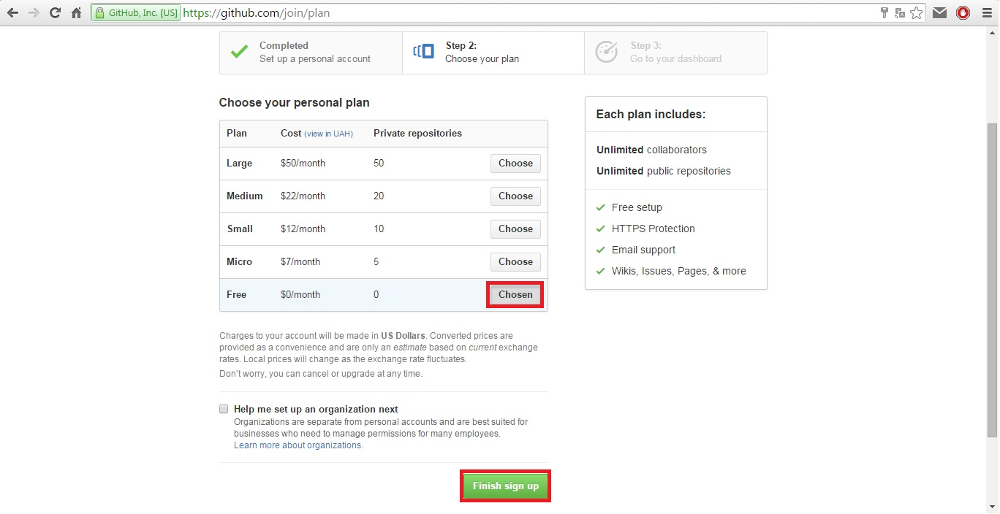 GitHub, Inc. [US] https://github.com/join/plan
Completed
Set up a personal account
Step 2:
Choose your plan
Step 3:
Go to your dashboard
Choose your personal plan
Plan Cost (view in UAH) Private repositories
Large $50/month 50 Choose
Medium $22/month 20 Choose
Small $12/month 10 Choose
Micro $7/month 5 Choose
Free $0/month 0 Chosen
Charges to your account will be made in US Dollars. Converted prices are
provided as a convenience and are only an estimate based on current exchange
rates. Local prices will change as the exchange rate fluctuates.
Don’t worry, you can cancel or upgrade at any time.
Help me set up an organization next
Organizations are separate from personal accounts and are best suited for
businesses who need to manage permissions for many employees.
Learn more about organizations.
Finish sign up
Each plan includes:
Unlimited collaborators
Unlimited public repositories
Free setup
HTTPS Protection
Email support
Wikis, Issues, Pages, & more